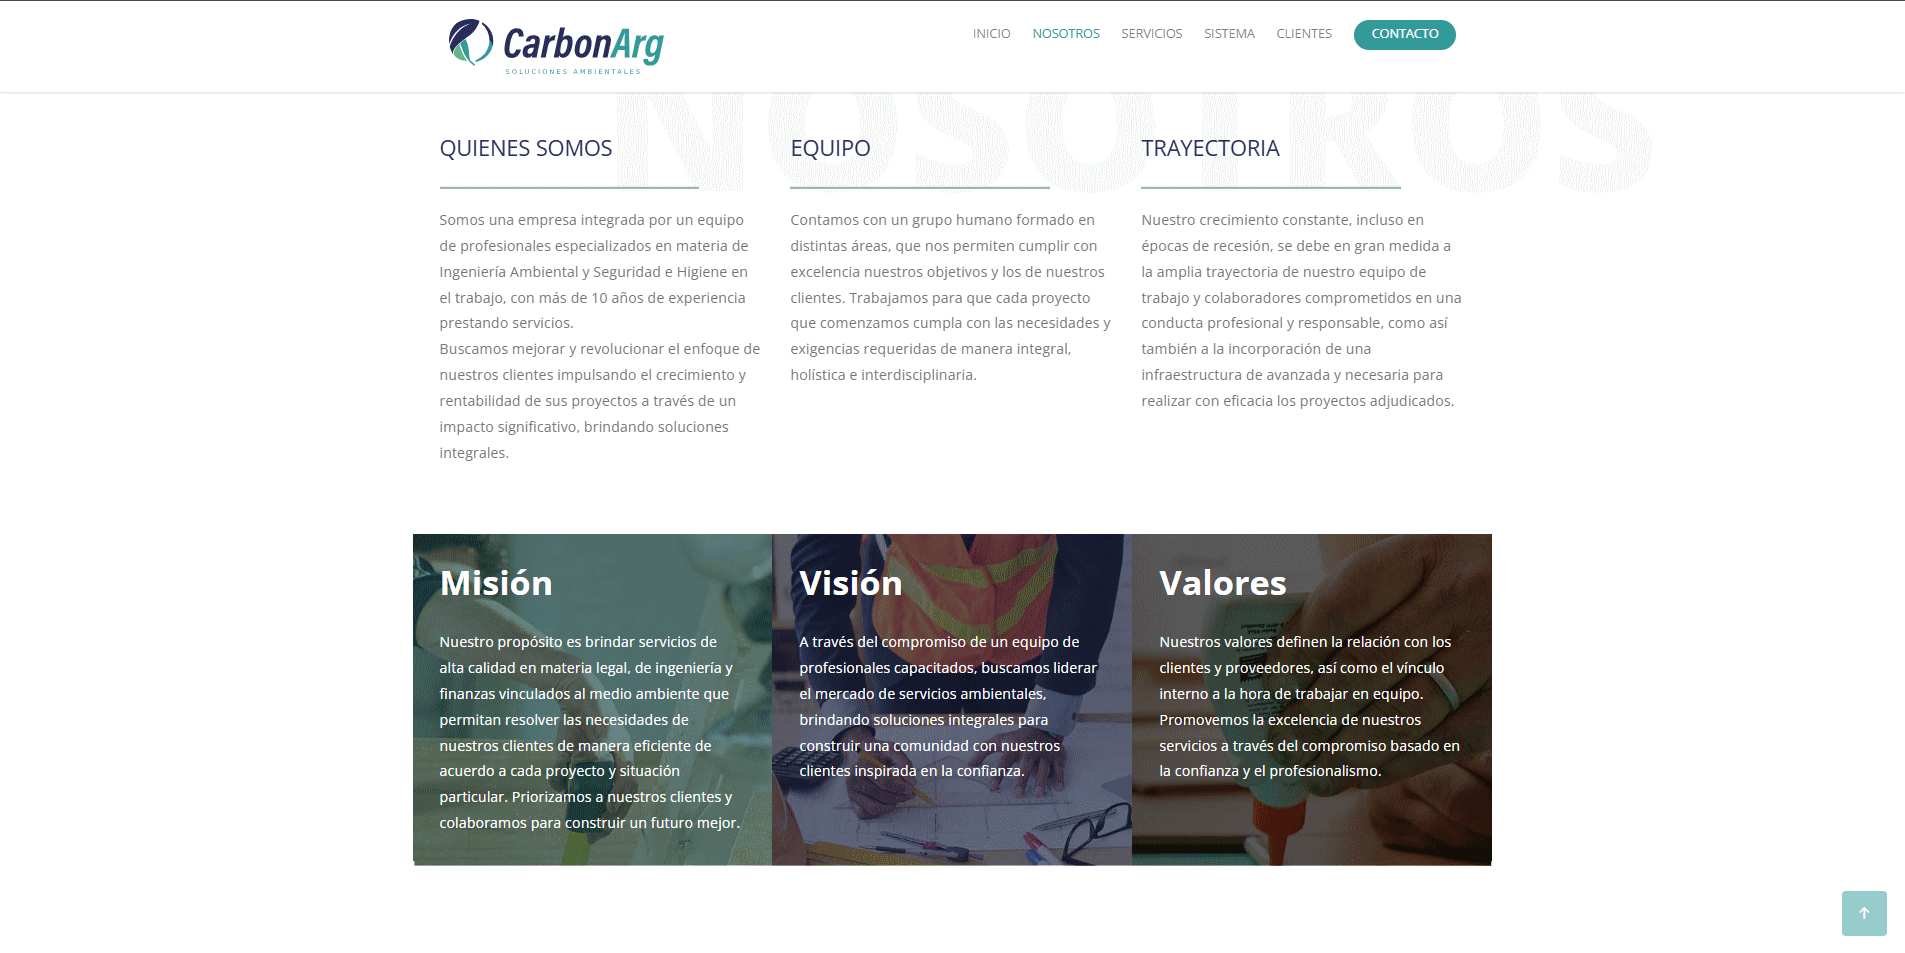 CarbonArg
SOLUCIONES AMBIENTALES
INICIO
NOSOTROS
SERVICIOS
SISTEMA
CLIENTES
CONTACTO
NOSOTROS
QUIENES SOMOS
Somos una empresa integrada por un equipo
de profesionales especializados en materia de
Ingeniería Ambiental y Seguridad e Higiene en
el trabajo, con más de 10 años de experiencia
prestando servicios.
Buscamos mejorar y revolucionar el enfoque de
nuestros clientes impulsando el crecimiento y
rentabilidad de sus proyectos a través de un
impacto significativo, brindando soluciones
integrales.
EQUIPO
Contamos con un grupo humano formado en
distintas áreas, que nos permiten cumplir con
excelencia nuestros objetivos y los de nuestros
clientes. Trabajamos para que cada proyecto
que comenzamos cumpla con las necesidades y
exigencias requeridas de manera integral,
holística e interdisciplinaria.
TRAYECTORIA
Nuestro crecimiento constante, incluso en
épocas de recesión, se debe en gran medida a
la amplia trayectoria de nuestro equipo de
trabajo y colaboradores comprometidos en una
conducta profesional y responsable, como así
también a la incorporación de una
infraestructura de avanzada y necesaria para
realizar con eficacia los proyectos adjudicados.
Misión
Nuestro propósito es brindar servicios de
alta calidad en materia legal, de ingeniería y
finanzas vinculados al medio ambiente que
permitan resolver las necesidades de
nuestros clientes de manera eficiente de
acuerdo a cada proyecto y situación
particular. Priorizamos a nuestros clientes y
colaboramos para construir un futuro mejor.
Visión
A través del compromiso de un equipo de
profesionales capacitados, buscamos liderar
el mercado de servicios ambientales,
brindando soluciones integrales para
construir una comunidad con nuestros
clientes inspirada en la confianza.
Valores
Nuestros valores definen la relación con los
clientes y proveedores, así como el vínculo
interno a la hora de trabajar en equipo.
Promovemos la excelencia de nuestros
servicios a través del compromiso basado en
la confianza y el profesionalismo.